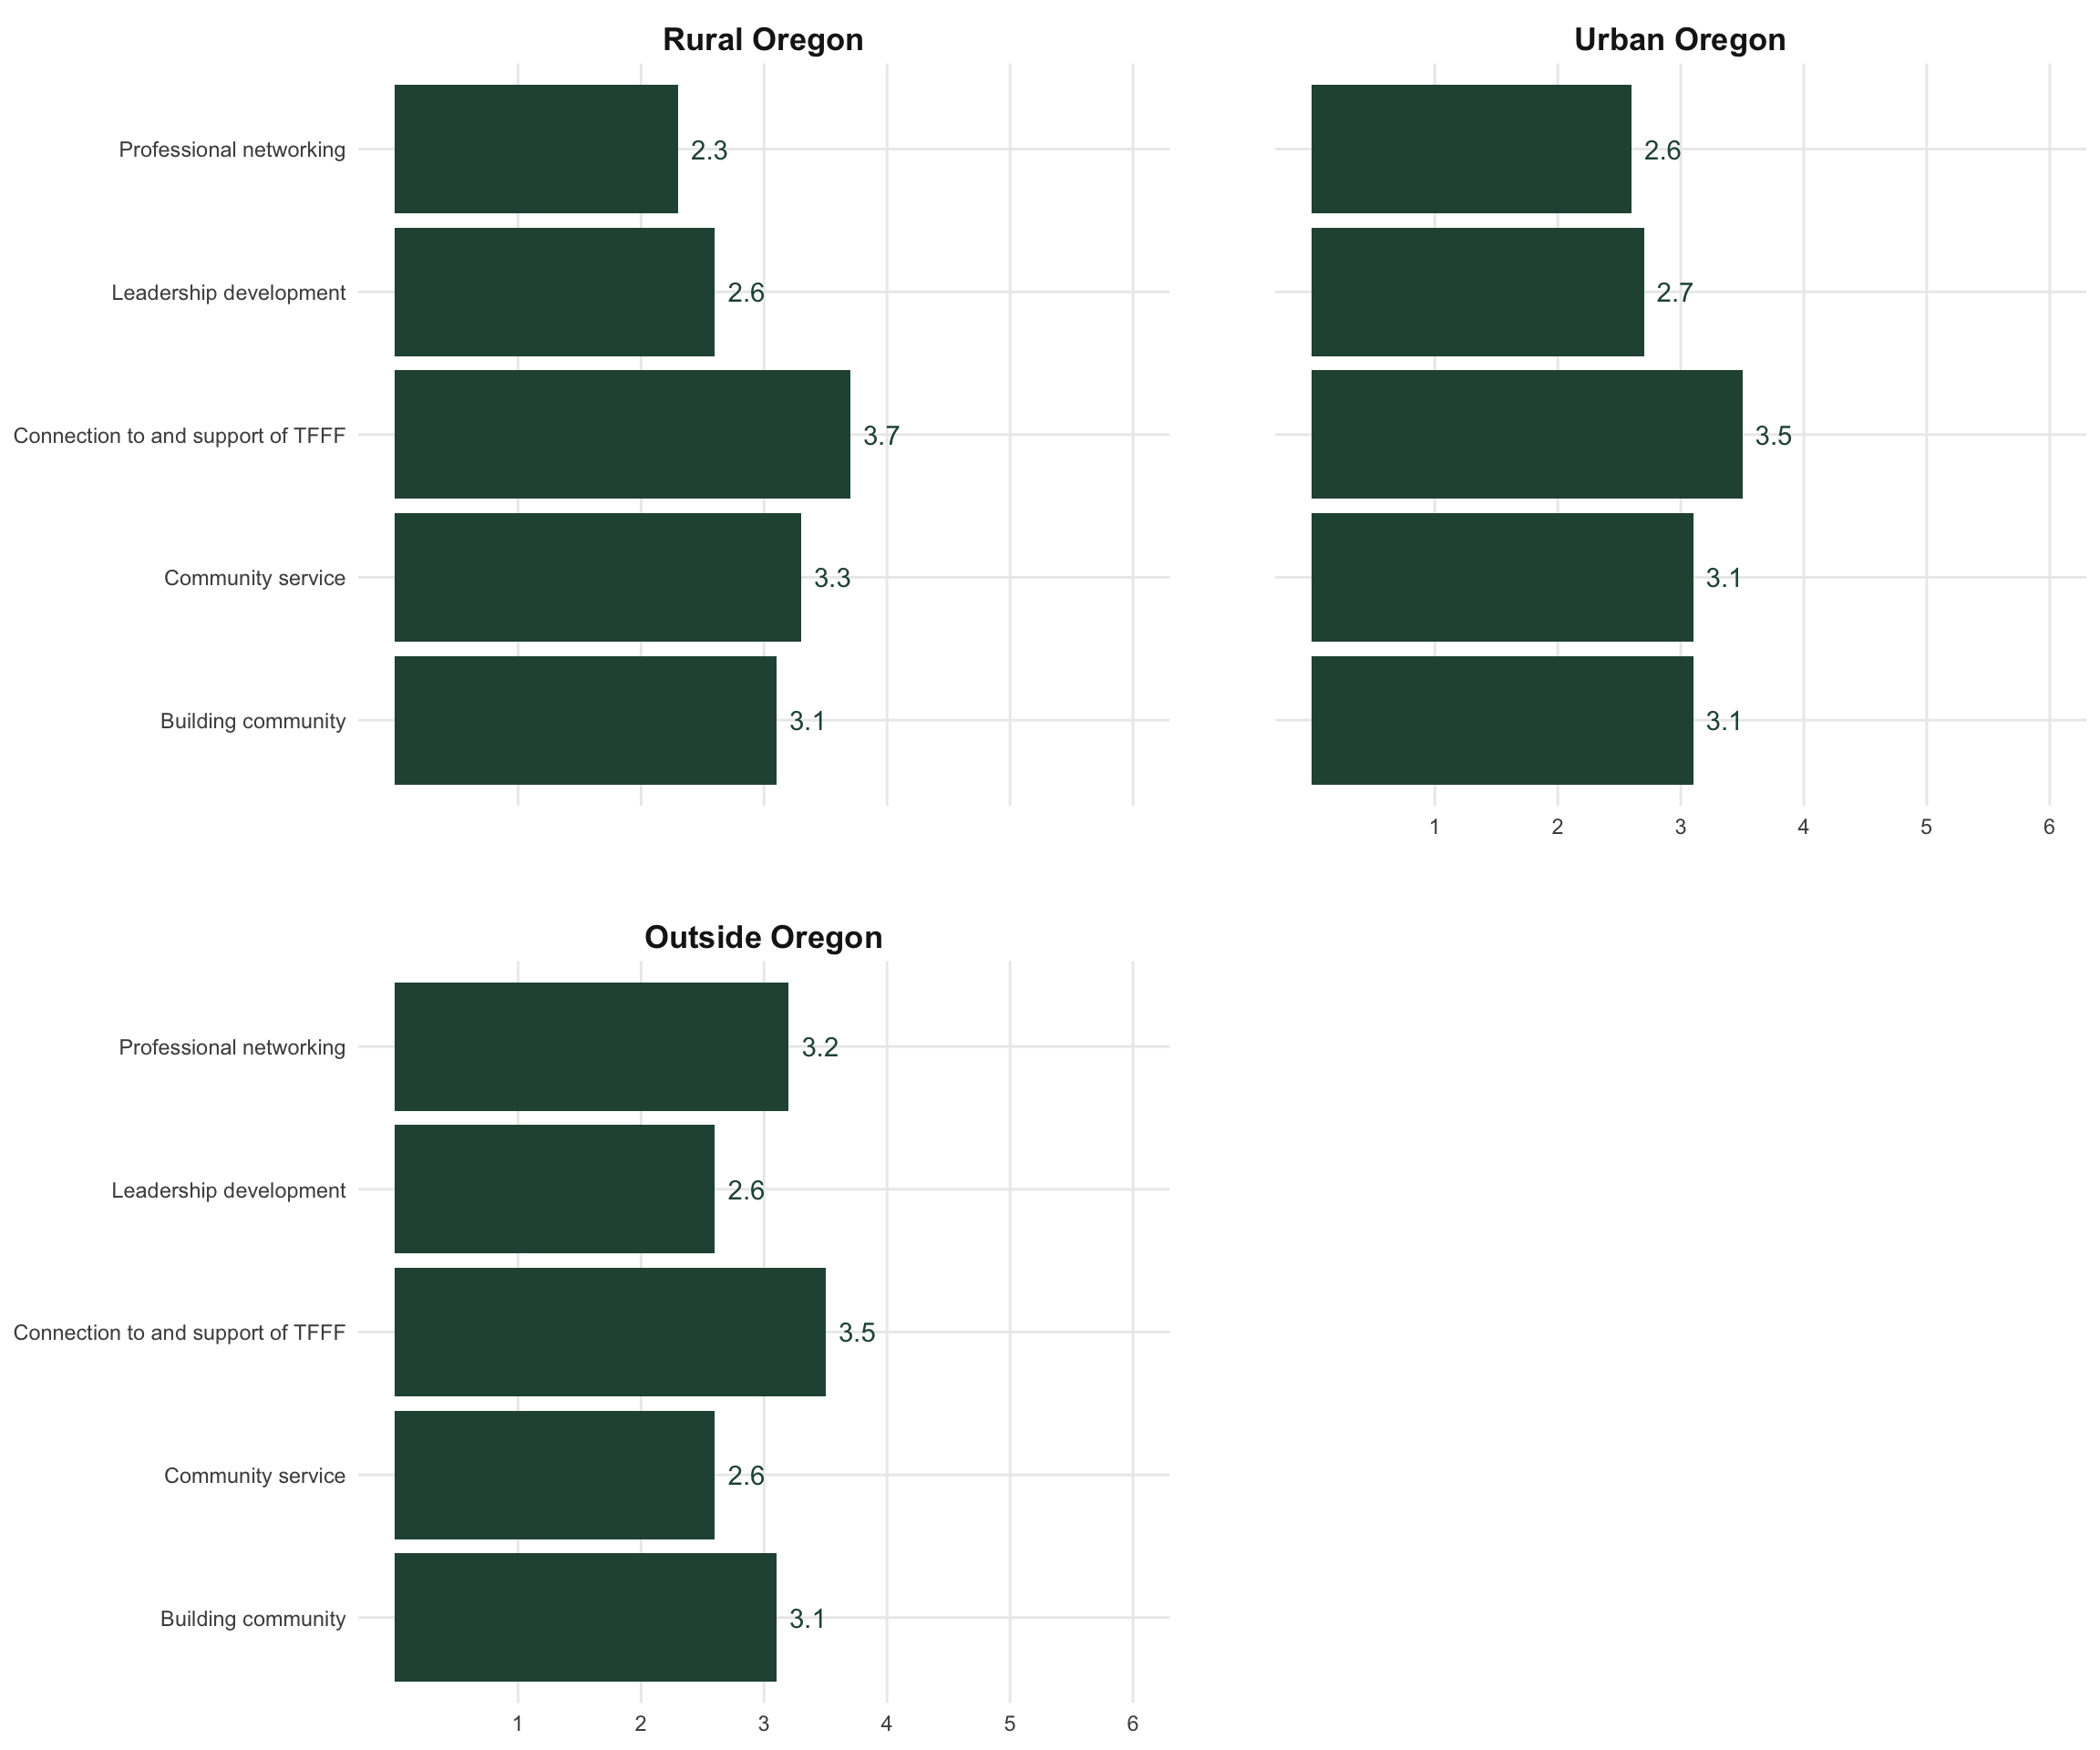 Rural Oregon
Urban Oregon
Professional networking 2.3 2.6
Leadership development 2.6 2.7
Connection to and support of TFFF 3.7 3.5
Community service 3.3 3.1
Building community 3.1 3.1
1 2 3 4 5 6
Outside Oregon
Professional networking 3.2
Leadership development 2.6
Connection to and support of TFFF 3.5
Community service 2.6
Building community 3.1
1 2 3 4 5 6